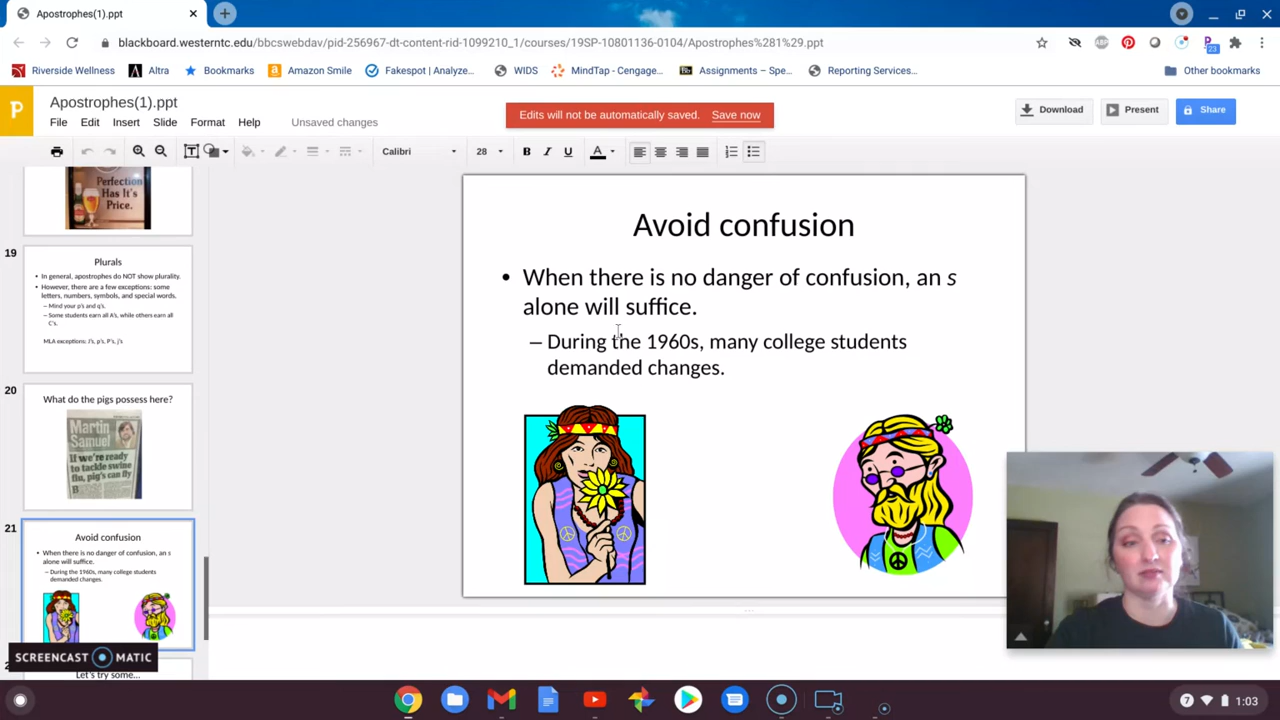 Apostrophes(1).ppt
blackboard.westerntc.edu/bbcswebdav/pid-256967-dt-content-rid-1099210_1/courses/19SP-10801136-0104/Apostrophes%281%29.ppt
ABP
23
Riverside Wellness
Altra
Bookmarks
Amazon Smile
Fakespot | Analyze...
WIDS
MindTap - Cengage...
Assignments – Spe...
Reporting Services...
Other bookmarks
P
Apostrophes(1).ppt
File Edit Insert Slide Format Help Unsaved changes
Edits will not be automatically saved. Save now
Download
Present
Share
Calibri
28
B I U A
Perfection
Has It's
Price.
19
Plurals
• In general, apostrophes do NOT show plurality.
• However, there are a few exceptions: some
letters, numbers, symbols, and special words.
– Mind your p's and q's.
– Some students earn all A's, while others earn all
C's.
MLA exceptions: J's, p's, P's, j's
20
What do the pigs possess here?
Martin
Samuel
If we're ready
to tackle swine
flu, pig's can fly
21
Avoid confusion
• When there is no danger of confusion, an s
alone will suffice.
– During the 1960s, many college students
demanded changes.
Let's try some...
SCREENCAST MATIC
Avoid confusion
• When there is no danger of confusion, an s
alone will suffice.
– During the 1960s, many college students
demanded changes.
7
1:03